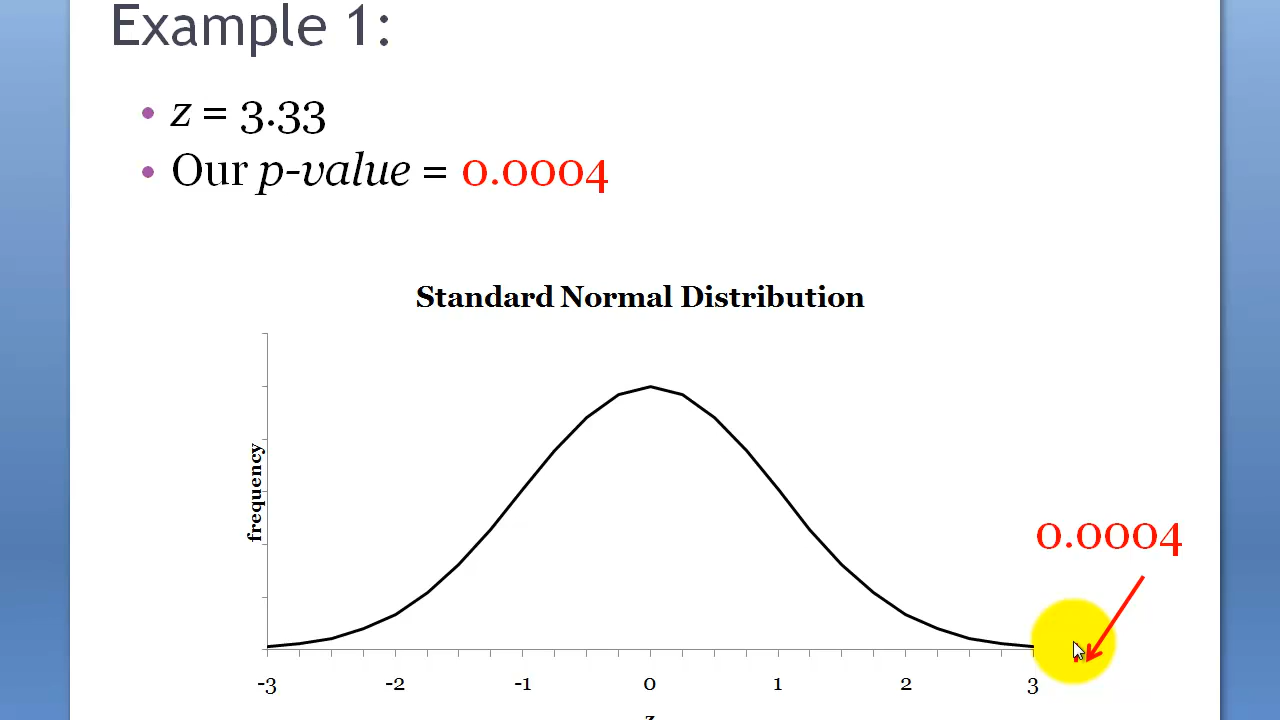 Example 1:
• z = 3.33
• Our p-value = 0.0004
Standard Normal Distribution
frequency
0.0004
-3 -2 -1 0 1 2 3
z